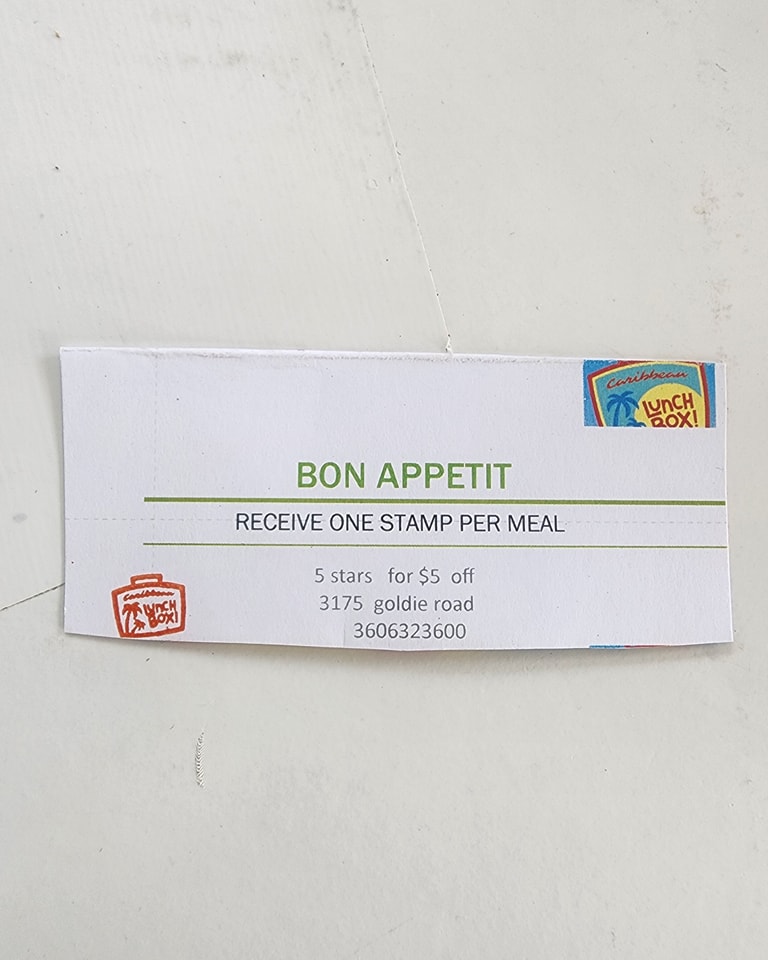 Caribbean
LUNCH
BOX!
BON APPETIT
RECEIVE ONE STAMP PER MEAL
5 stars for $5 off
3175 goldie road
3606323600
Caribbean
LUNCH
BOX!